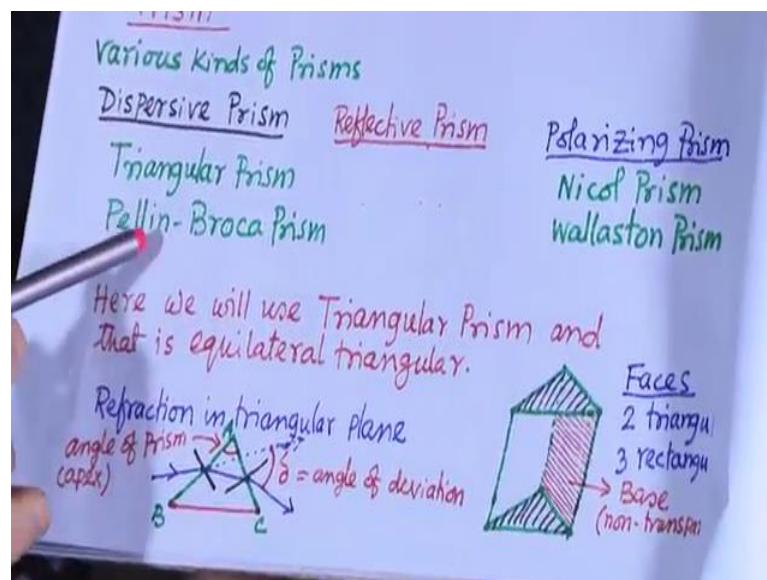 Prism
Various Kinds of Prisms
Dispersive Prism
Reflective Prism
Polarizing Prism
Triangular Prism
Pellin-Broca Prism
Nicol Prism
Wallaston Prism
Here we will use Triangular Prism and
that is equilateral triangular.
Refraction in triangular plane
angle of Prism
(apex)
A
δ = angle of deviation
B
C
Faces
2 triangu
3 rectangu
Base
(non-transpa